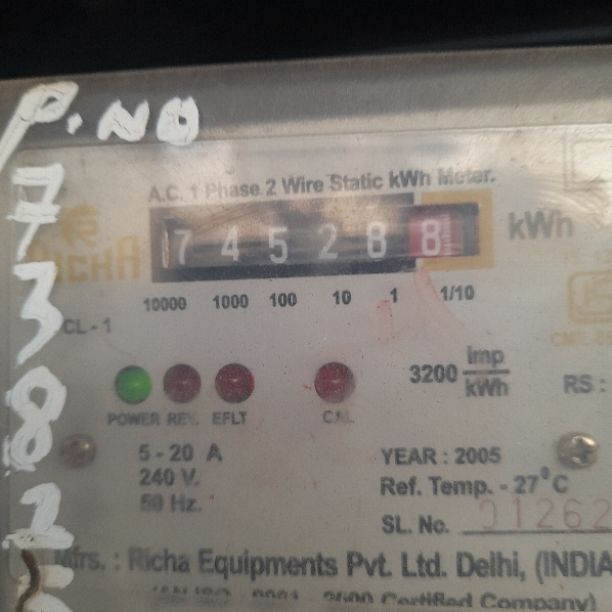 P.NO
7
3
8
A.C. 1 Phase 2 Wire Static kWh Meter.
7 4 5 2 8 8 kWh
RICHA
10000 1000 100 10 1 1/10
CL - 1
3200 imp
kWh
RS :
POWER REV. EFLT CAL
5 - 20 A
240 V.
50 Hz.
YEAR : 2005
Ref. Temp. - 27°C
SL. No.
Mfrs. : Richa Equipments Pvt. Ltd. Delhi, (INDIA
Certified Company)